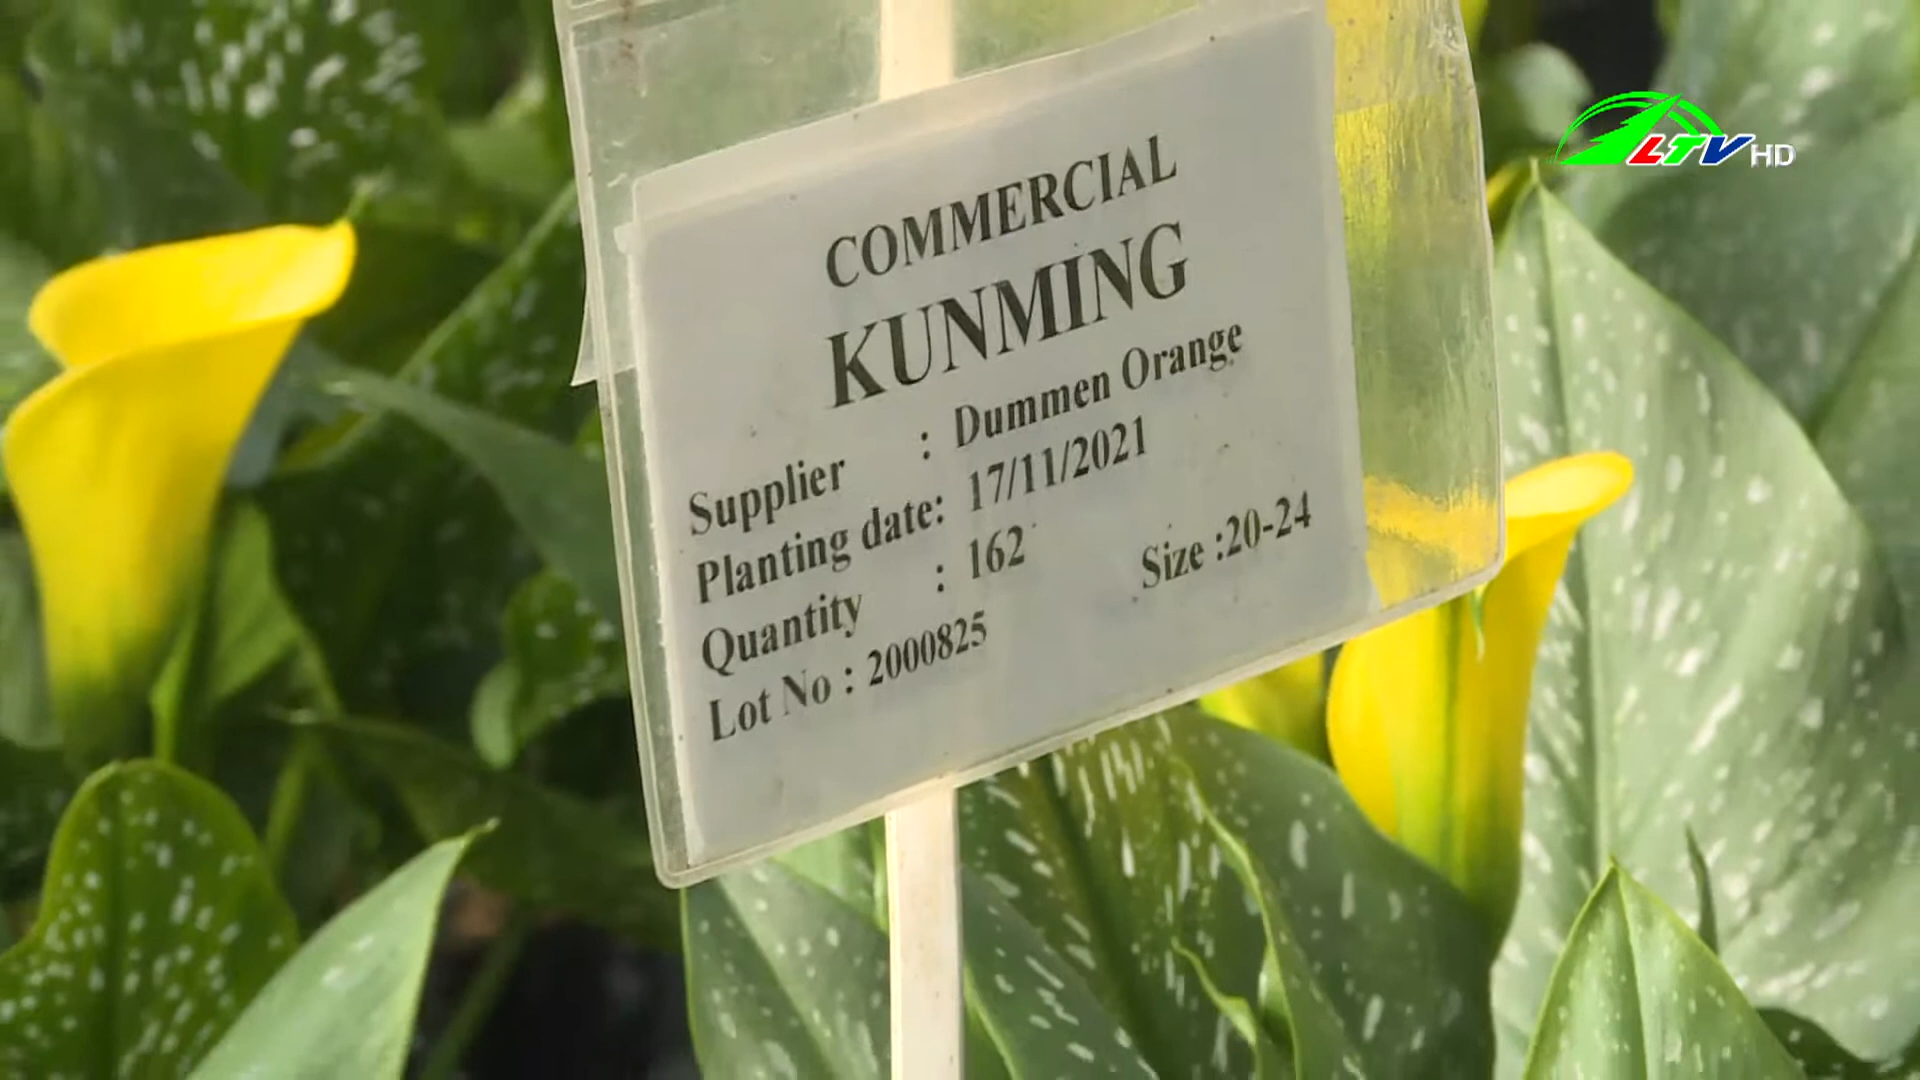 LTV HD
COMMERCIAL
KUNMING
Supplier : Dummen Orange
Planting date: 17/11/2021
Quantity : 162 Size :20-24
Lot No : 2000825